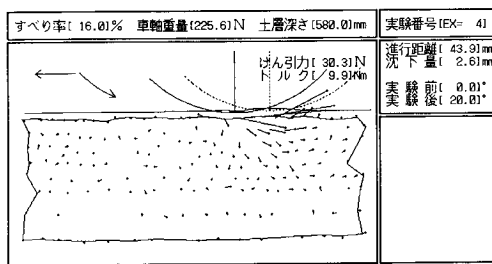 すべり率[ 16.0]% 車軸重量[225.6]N 土層深さ[580.0]mm
実験番号[EX= 4]
けん引力[ 30.3]N
トルク[ 9.9]Nm
進行距離[ 43.9]mm
沈下量[ 2.6]mm
実験前[ 0.0]°
実験後[20.0]°